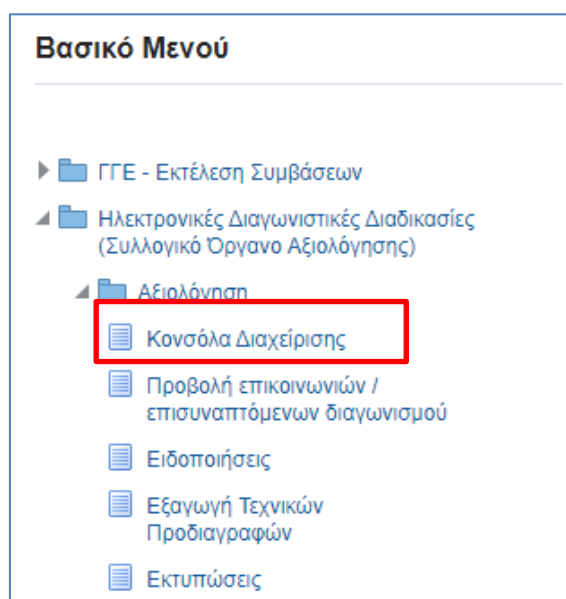 Βασικό Μενού
ΓΓΕ - Εκτέλεση Συμβάσεων
Ηλεκτρονικές Διαγωνιστικές Διαδικασίες
(Συλλογικό Όργανο Αξιολόγησης)
Αξιολόγηση
Κονσόλα Διαχείρισης
Προβολή επικοινωνιών /
επισυναπτόμενων διαγωνισμού
Ειδοποιήσεις
Εξαγωγή Τεχνικών
Προδιαγραφών
Εκτυπώσεις